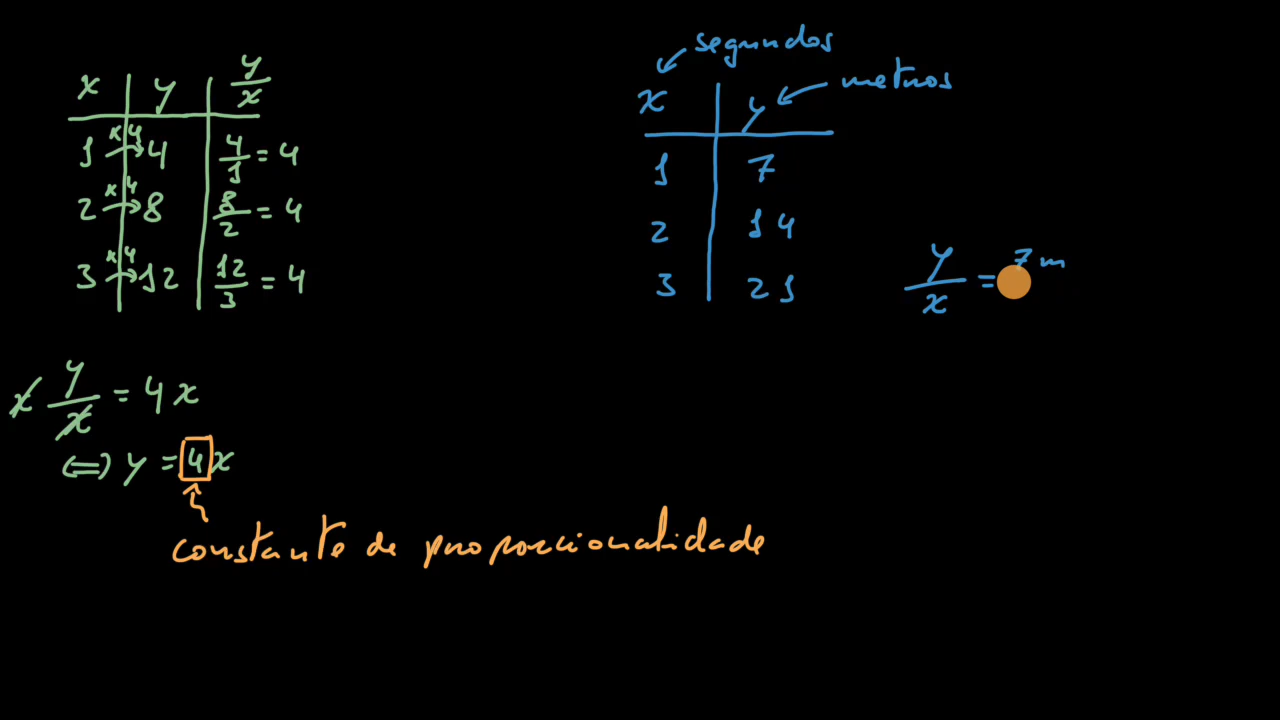 x y y/x
1 ×4 4 4/1 = 4
2 ×4 8 8/2 = 4
3 ×4 12 12/3 = 4
x y/x = 4x
⇔ y = 4x
constante de proporcionalidade
segundos
metros
x y
1 7
2 14
3 21
y/x = 7 m